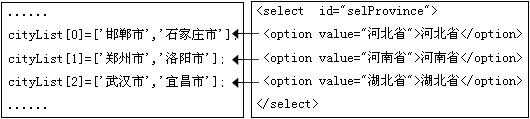 ......
cityList[0]=['邯郸市','石家庄市']
cityList[1]=['郑州市','洛阳市'];
cityList[2]=['武汉市','宜昌市'];
......
<select id="selProvince">
<option value="河北省">河北省</option>
<option value="河南省">河南省</option>
<option value="湖北省">湖北省</option>
</select>